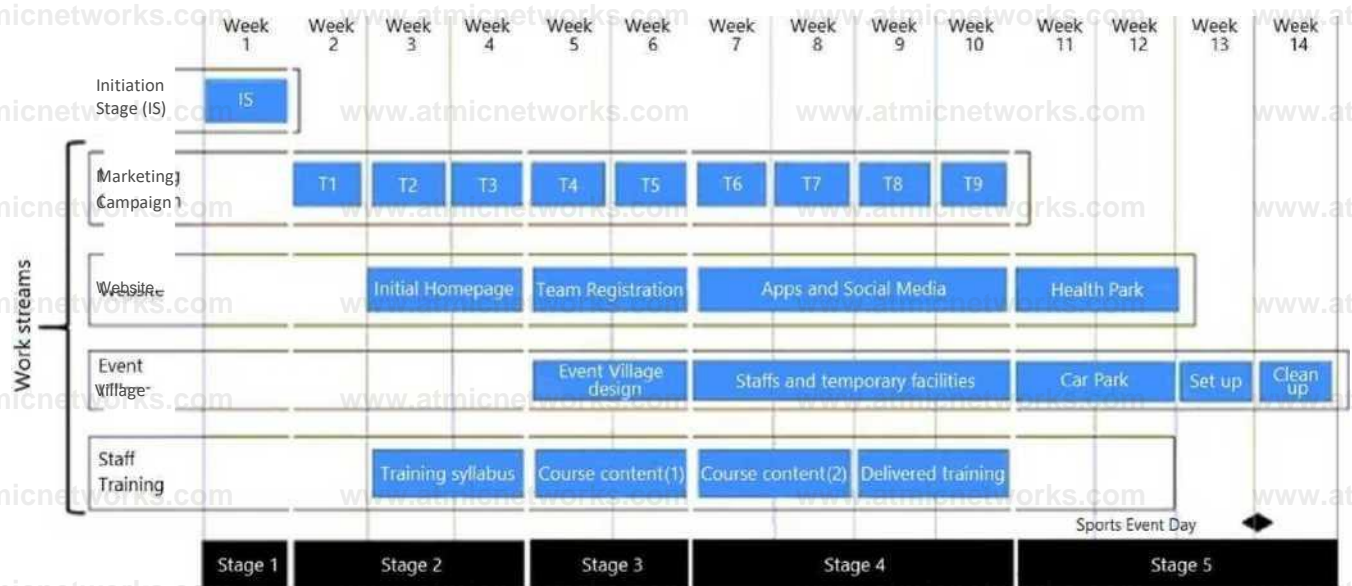 Week 1
Week 2
Week 3
Week 4
Week 5
Week 6
Week 7
Week 8
Week 9
Week 10
Week 11
Week 12
Week 13
Week 14
www.atmicnetworks.com
Initiation
Stage (IS)
IS
Work streams
Marketing
Campaign
T1
T2
T3
T4
T5
T6
T7
T8
T9
Website
Initial Homepage
Team Registration
Apps and Social Media
Health Park
Event
Village
Event Village
design
Staffs and temporary facilities
Car Park
Set up
Clean
up
Staff
Training
Training syllabus
Course content(1)
Course content(2)
Delivered training
Sports Event Day
Stage 1
Stage 2
Stage 3
Stage 4
Stage 5